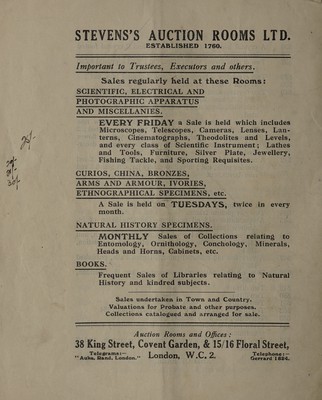 STEVENS'S AUCTION ROOMS LTD.
ESTABLISHED 1760.
Important to Trustees, Executors and others.
Sales regularly held at these Rooms:
SCIENTIFIC, ELECTRICAL AND
PHOTOGRAPHIC APPARATUS
AND MISCELLANIES.
EVERY FRIDAY a Sale is held which includes
Microscopes, Telescopes, Cameras, Lenses, Lan-
terns, Cinematographs, Theodolites and Levels,
and every class of Scientific Instrument; Lathes
and Tools, Furniture, Silver Plate, Jewellery,
Fishing Tackle, and Sporting Requisites.
CURIOS, CHINA, BRONZES,
ARMS AND ARMOUR, IVORIES,
ETHNOGRAPHICAL SPECIMENS, etc.
A Sale is held on TUESDAYS, twice in every
month.
NATURAL HISTORY SPECIMENS.
MONTHLY Sales of Collections relating to
Entomology, Ornithology, Conchology, Minerals,
Heads and Horns, Cabinets, etc.
BOOKS.
Frequent Sales of Libraries relating to Natural
History and kindred subjects.
Sales undertaken in Town and Country.
Valuations for Probate and other purposes.
Collections catalogued and arranged for sale.
Auction Rooms and Offices:
38 King Street, Covent Garden, & 15/16 Floral Street,
Telegrams:—
"Auks, Rand, London."
London, W.C.2.
Telephone:—
Gerrard 1824.